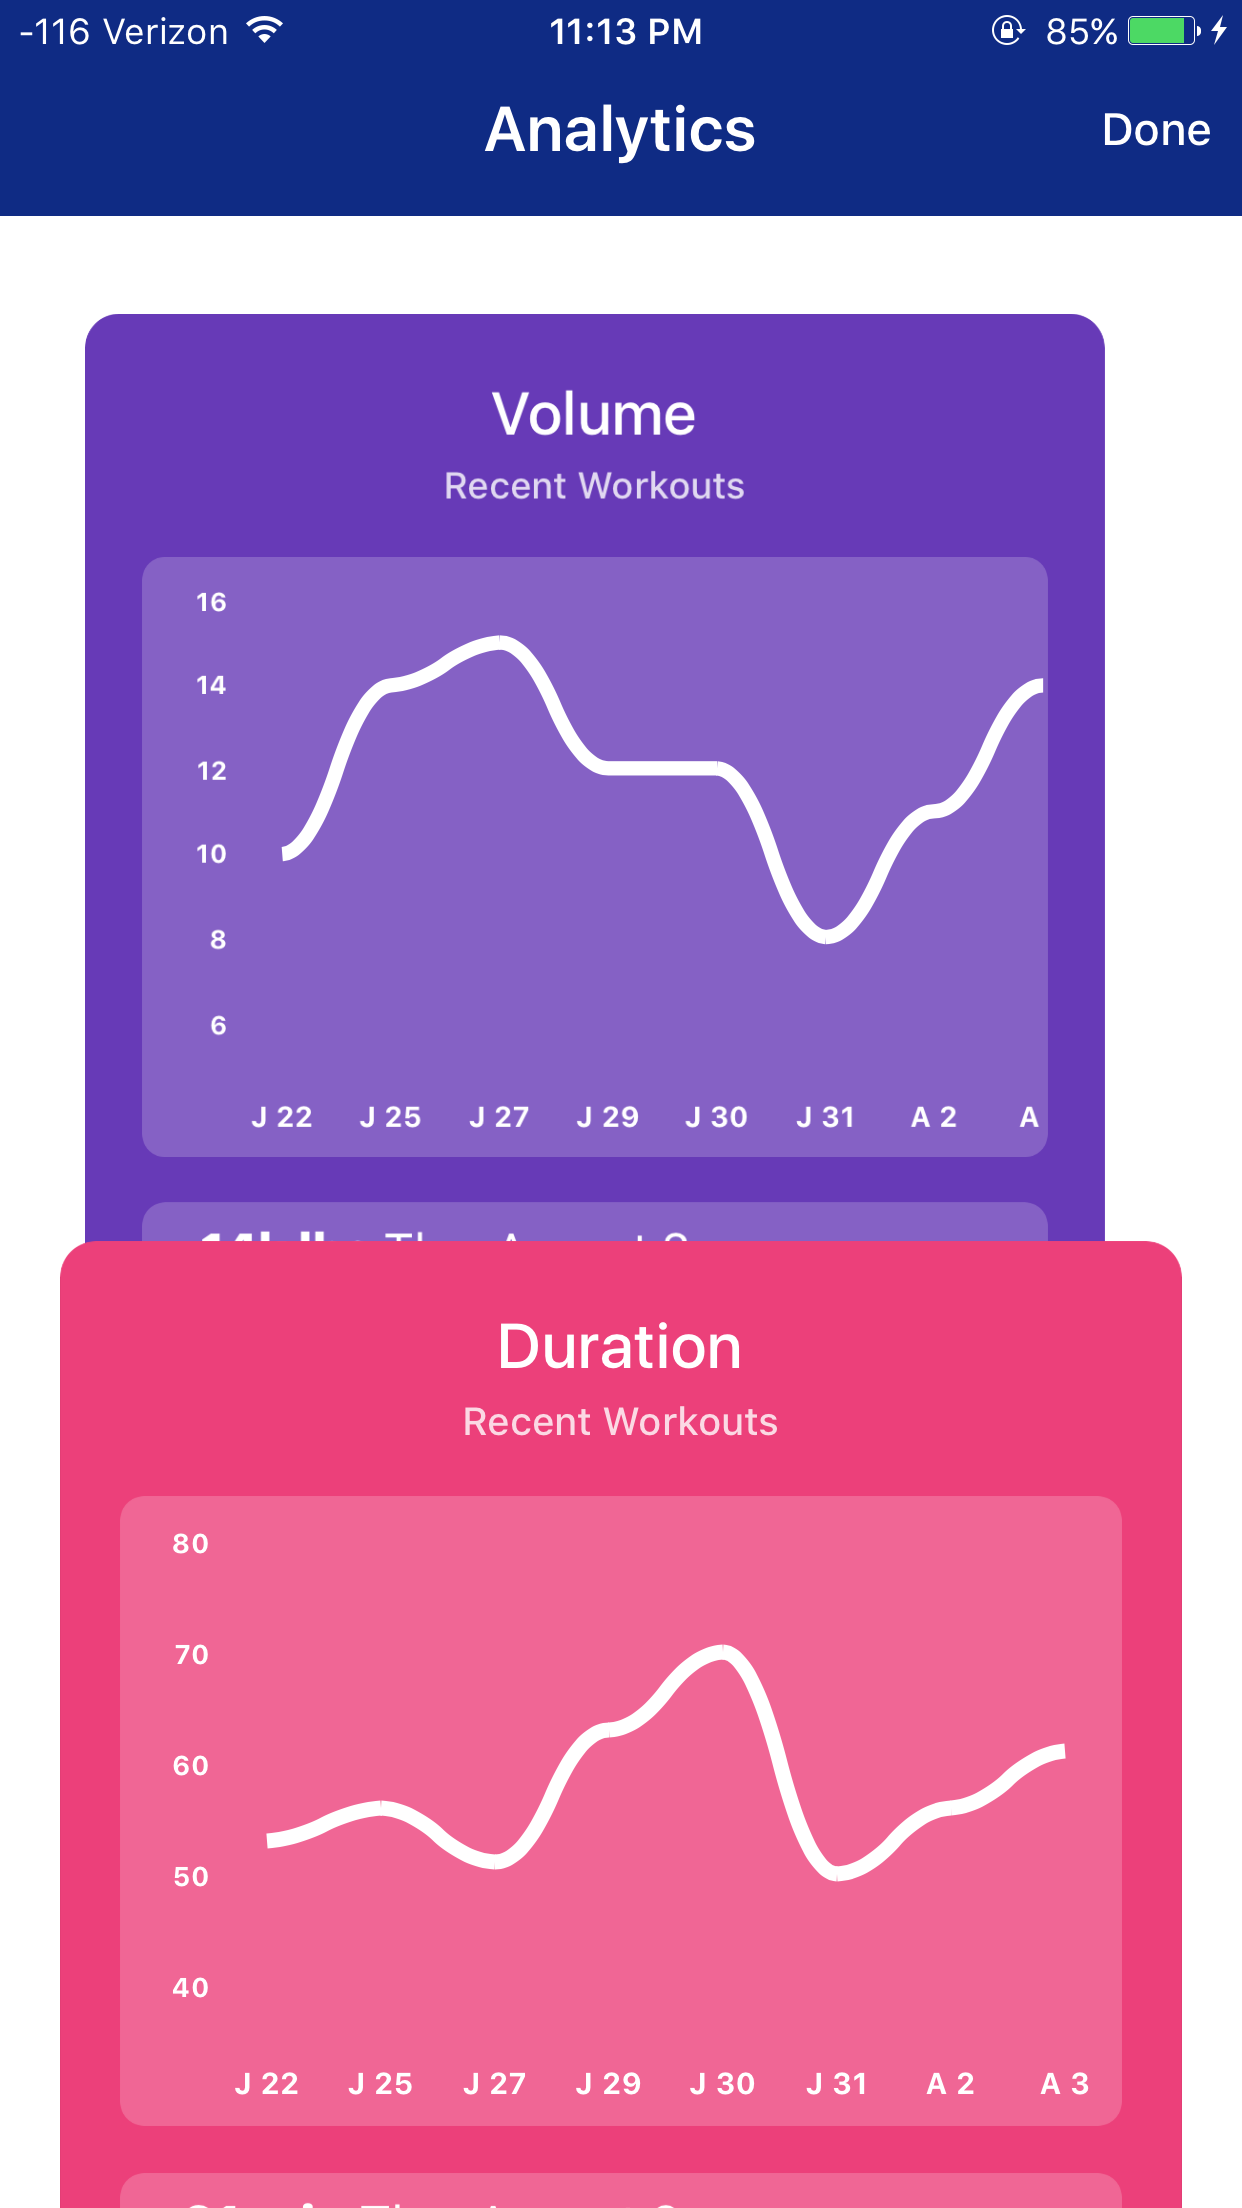 -116 Verizon 11:13 PM 85%
Analytics Done
Volume
Recent Workouts
16
14
12
10
8
6
J 22 J 25 J 27 J 29 J 30 J 31 A 2 A
Duration
Recent Workouts
80
70
60
50
40
J 22 J 25 J 27 J 29 J 30 J 31 A 2 A 3